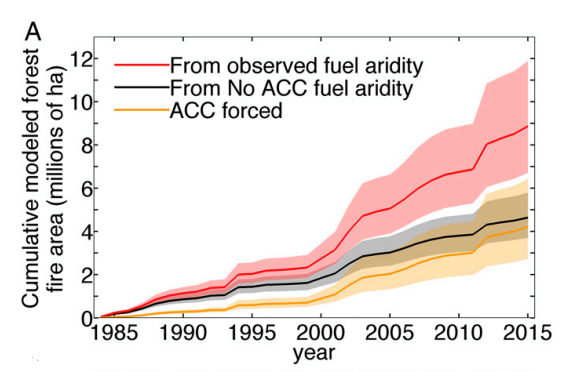 A
12
10
8
6
4
2
0
Cumulative modeled forest
fire area (millions of ha)
From observed fuel aridity
From No ACC fuel aridity
ACC forced
1985 1990 1995 2000 2005 2010 2015
year